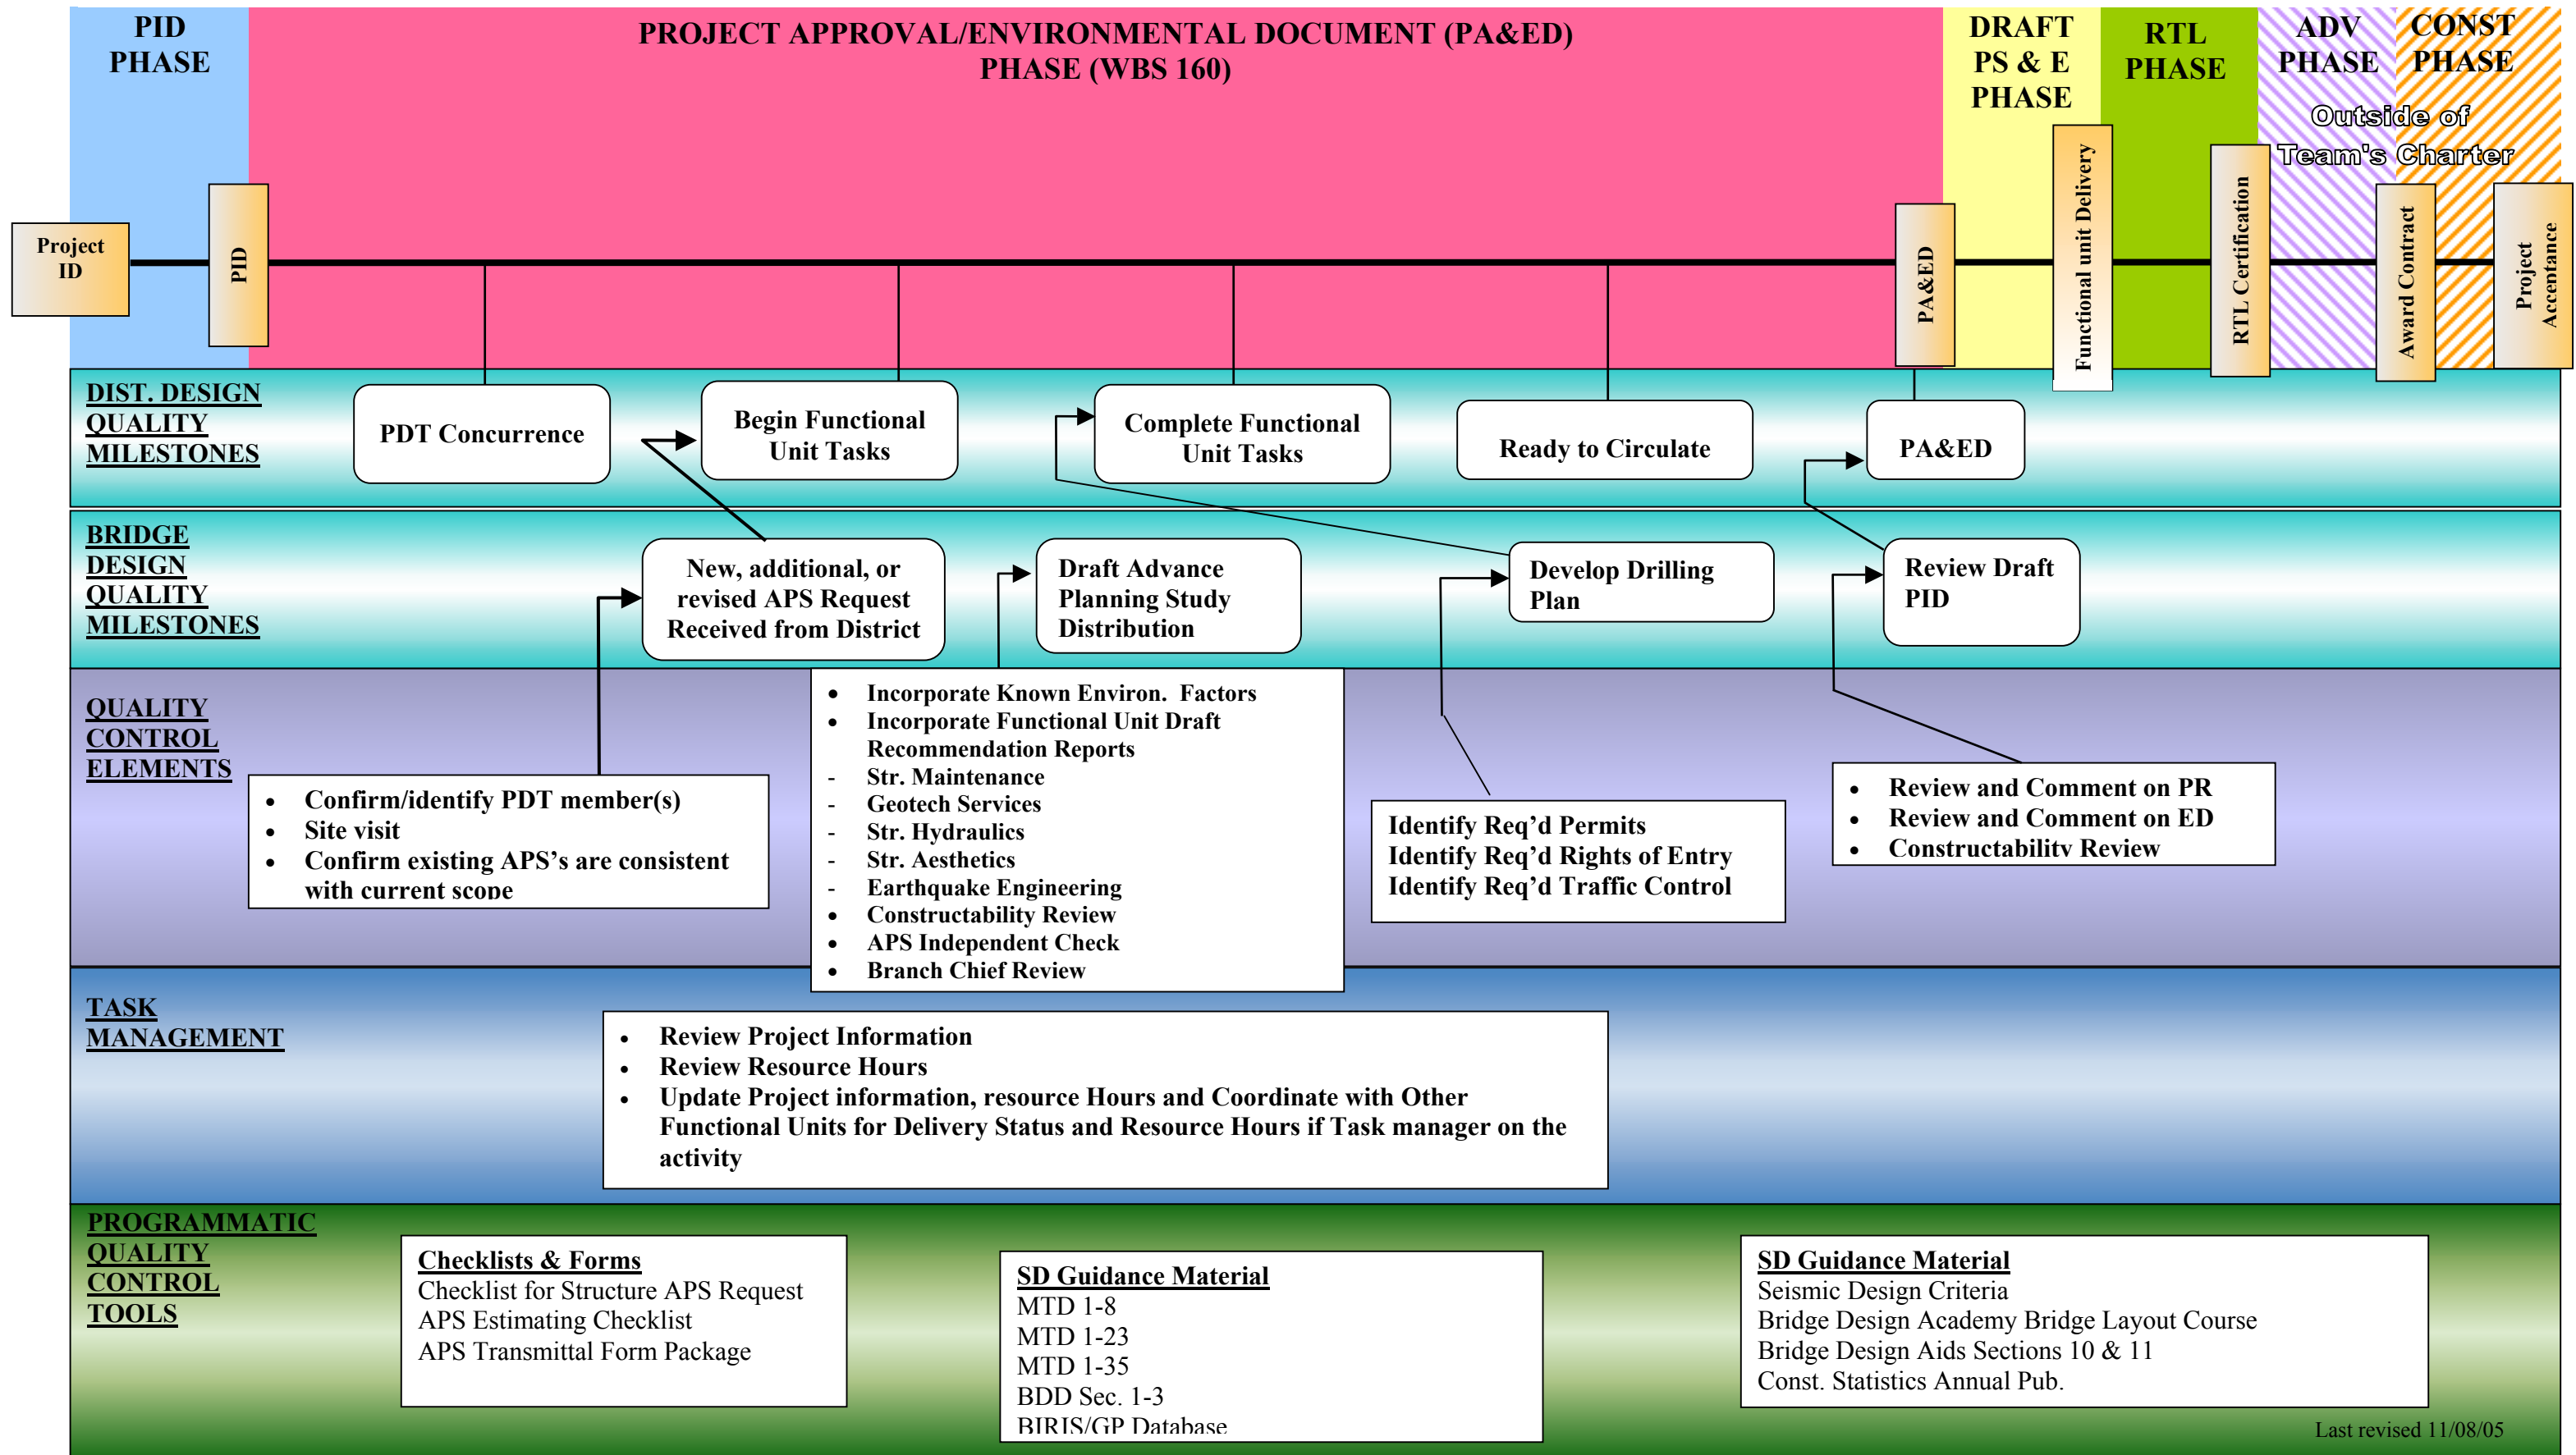 PID
PHASE
PROJECT APPROVAL/ENVIRONMENTAL DOCUMENT (PA&ED)
PHASE (WBS 160)
DRAFT
PS & E
PHASE
RTL
PHASE
ADV
PHASE
CONST
PHASE
Outside of
Team's Charter
Project
ID
PID
PA&ED
Functional unit Delivery
RTL Certification
Award Contract
Project
Accentance
DIST. DESIGN
QUALITY
MILESTONES
PDT Concurrence
Begin Functional
Unit Tasks
Complete Functional
Unit Tasks
Ready to Circulate
PA&ED
BRIDGE
DESIGN
QUALITY
MILESTONES
New, additional, or
revised APS Request
Received from District
Draft Advance
Planning Study
Distribution
Develop Drilling
Plan
Review Draft
PID
QUALITY
CONTROL
ELEMENTS
• Confirm/identify PDT member(s)
• Site visit
• Confirm existing APS's are consistent
with current scope
• Incorporate Known Environ. Factors
• Incorporate Functional Unit Draft
Recommendation Reports
- Str. Maintenance
- Geotech Services
- Str. Hydraulics
- Str. Aesthetics
- Earthquake Engineering
• Constructability Review
• APS Independent Check
• Branch Chief Review
Identify Req'd Permits
Identify Req'd Rights of Entry
Identify Req'd Traffic Control
• Review and Comment on PR
• Review and Comment on ED
• Constructability Review
TASK
MANAGEMENT
• Review Project Information
• Review Resource Hours
• Update Project information, resource Hours and Coordinate with Other
Functional Units for Delivery Status and Resource Hours if Task manager on the
activity
PROGRAMMATIC
QUALITY
CONTROL
TOOLS
Checklists & Forms
Checklist for Structure APS Request
APS Estimating Checklist
APS Transmittal Form Package
SD Guidance Material
MTD 1-8
MTD 1-23
MTD 1-35
BDD Sec. 1-3
BIRIS/GP Database
SD Guidance Material
Seismic Design Criteria
Bridge Design Academy Bridge Layout Course
Bridge Design Aids Sections 10 & 11
Const. Statistics Annual Pub.
Last revised 11/08/05